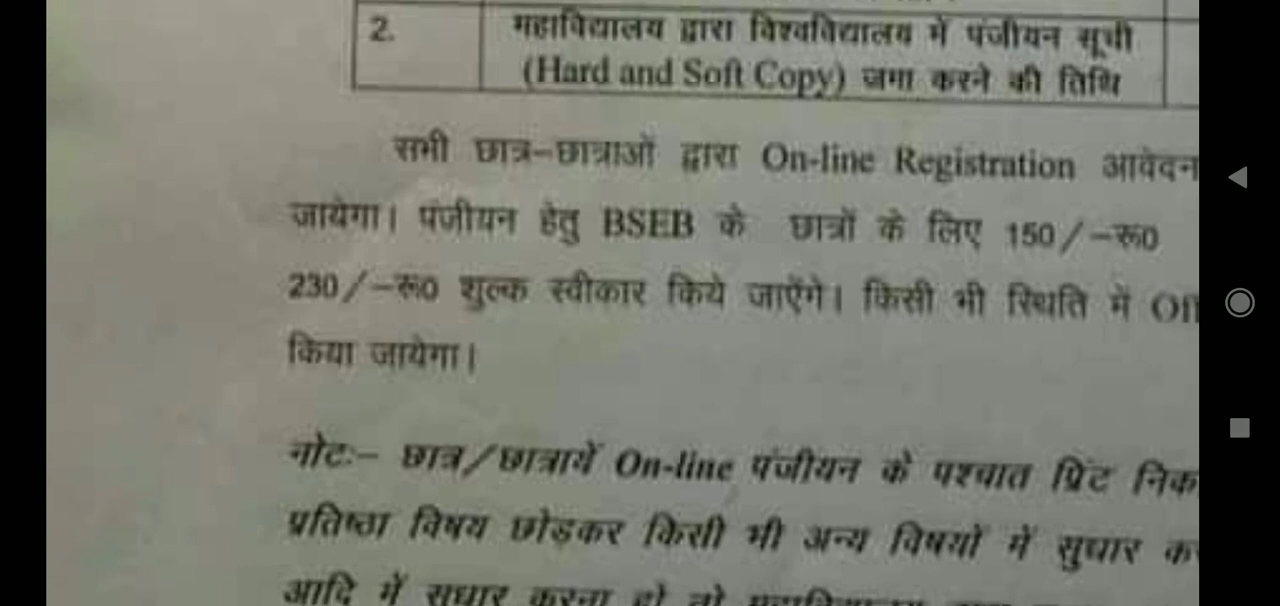 2.
महाविद्यालय द्वारा विश्वविद्यालय में पंजीयन सूची
(Hard and Soft Copy) जमा करने की तिथि
सभी छात्र-छात्राओं द्वारा On-line Registration आवेदन
जायेगा। पंजीयन हेतु BSEB के छात्रों के लिए 150/-रू0
230/-रू0 शुल्क स्वीकार किये जाएंगे। किसी भी स्थिति में
किया जायेगा।
नोटः- छात्र/छात्रायें On-line पंजीयन के पश्चात प्रिंट
प्रतिष्ठा विषय छोड़कर किसी भी अन्य विषयों में सुधार
आदि में सुधार करना हो तो